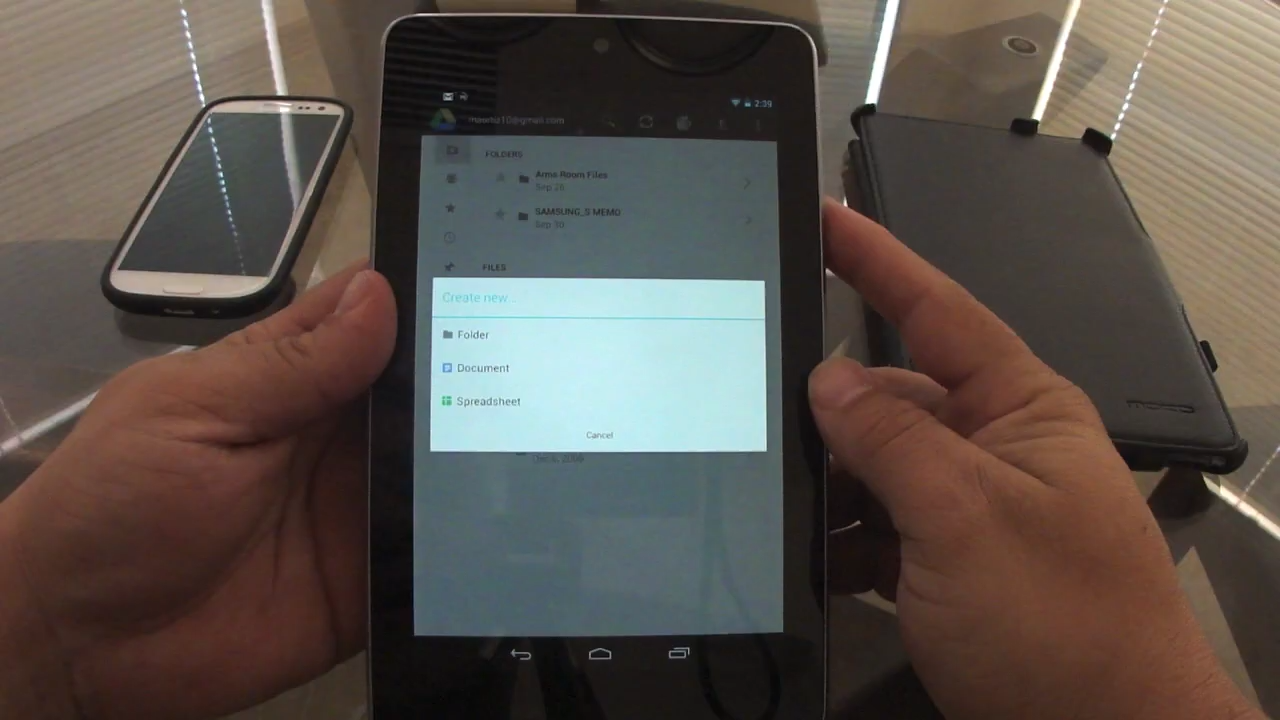 2:39
FOLDERS
Arms Room Files
Sep 26
SAMSUNG_S MEMO
Sep 30
FILES
Create new...
Folder
Document
Spreadsheet
Cancel